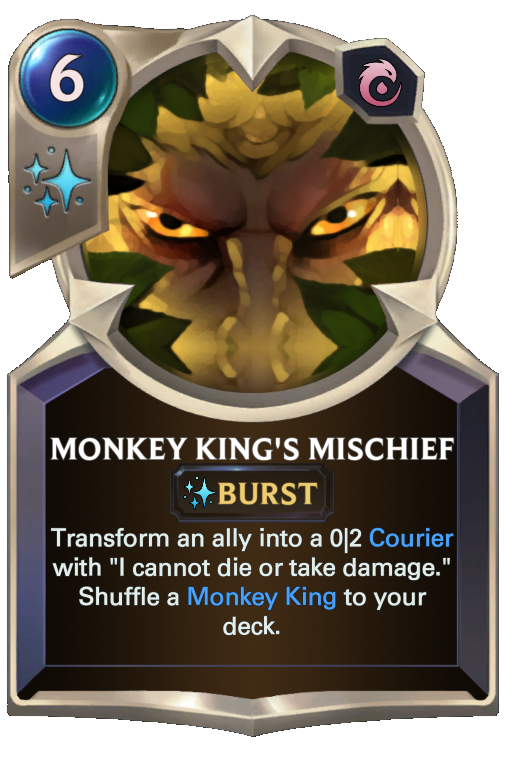 6
MONKEY KING'S MISCHIEF
BURST
Transform an ally into a 0|2 Courier
with "I cannot die or take damage."
Shuffle a Monkey King to your
deck.